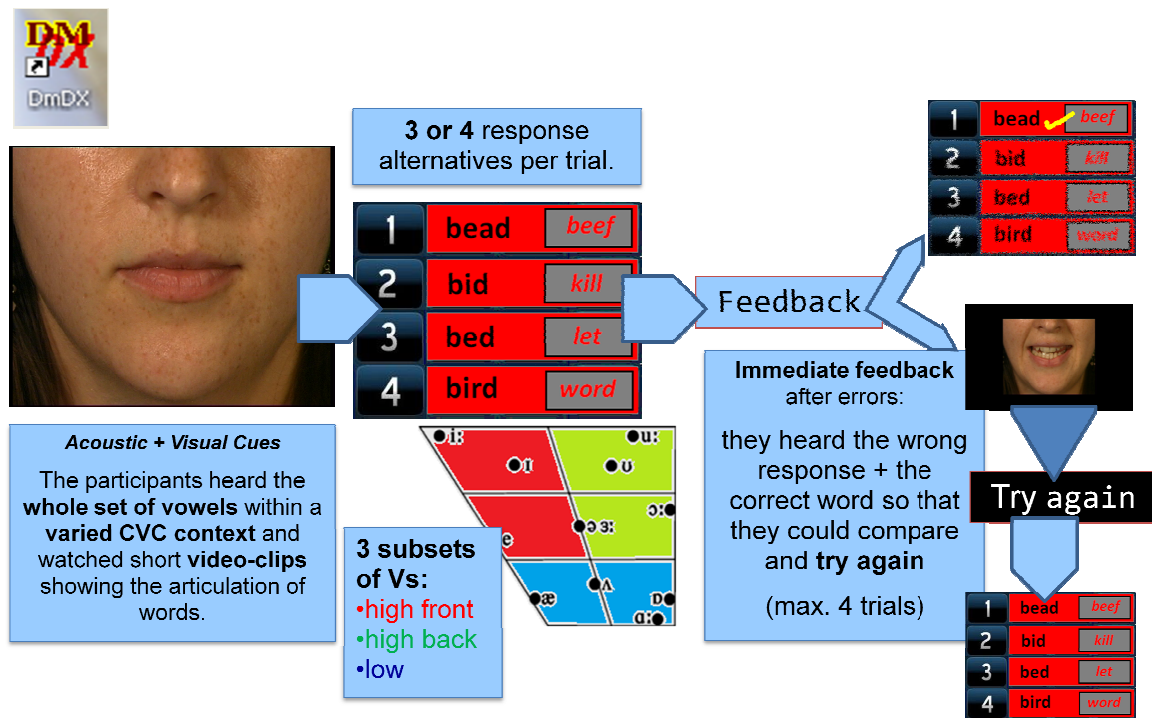 DMDX
DmDX
3 or 4 response
alternatives per trial.
1 bead beef
2 bid kill
3 bed let
4 bird word
Acoustic + Visual Cues
The participants heard the
whole set of vowels within a
varied CVC context and
watched short video-clips
showing the articulation of
words.
3 subsets
of Vs:
•high front
•high back
•low
i: u:
ɪ ʊ
e ə ɜ: ɔ:
æ ʌ ɒ
ɑ:
Feedback
Immediate feedback
after errors:
they heard the wrong
response + the
correct word so that
they could compare
and try again
(max. 4 trials)
1 bead beef
2 bid kill
3 bed let
4 bird word
Try again
1 bead beef
2 bid kill
3 bed let
4 bird word